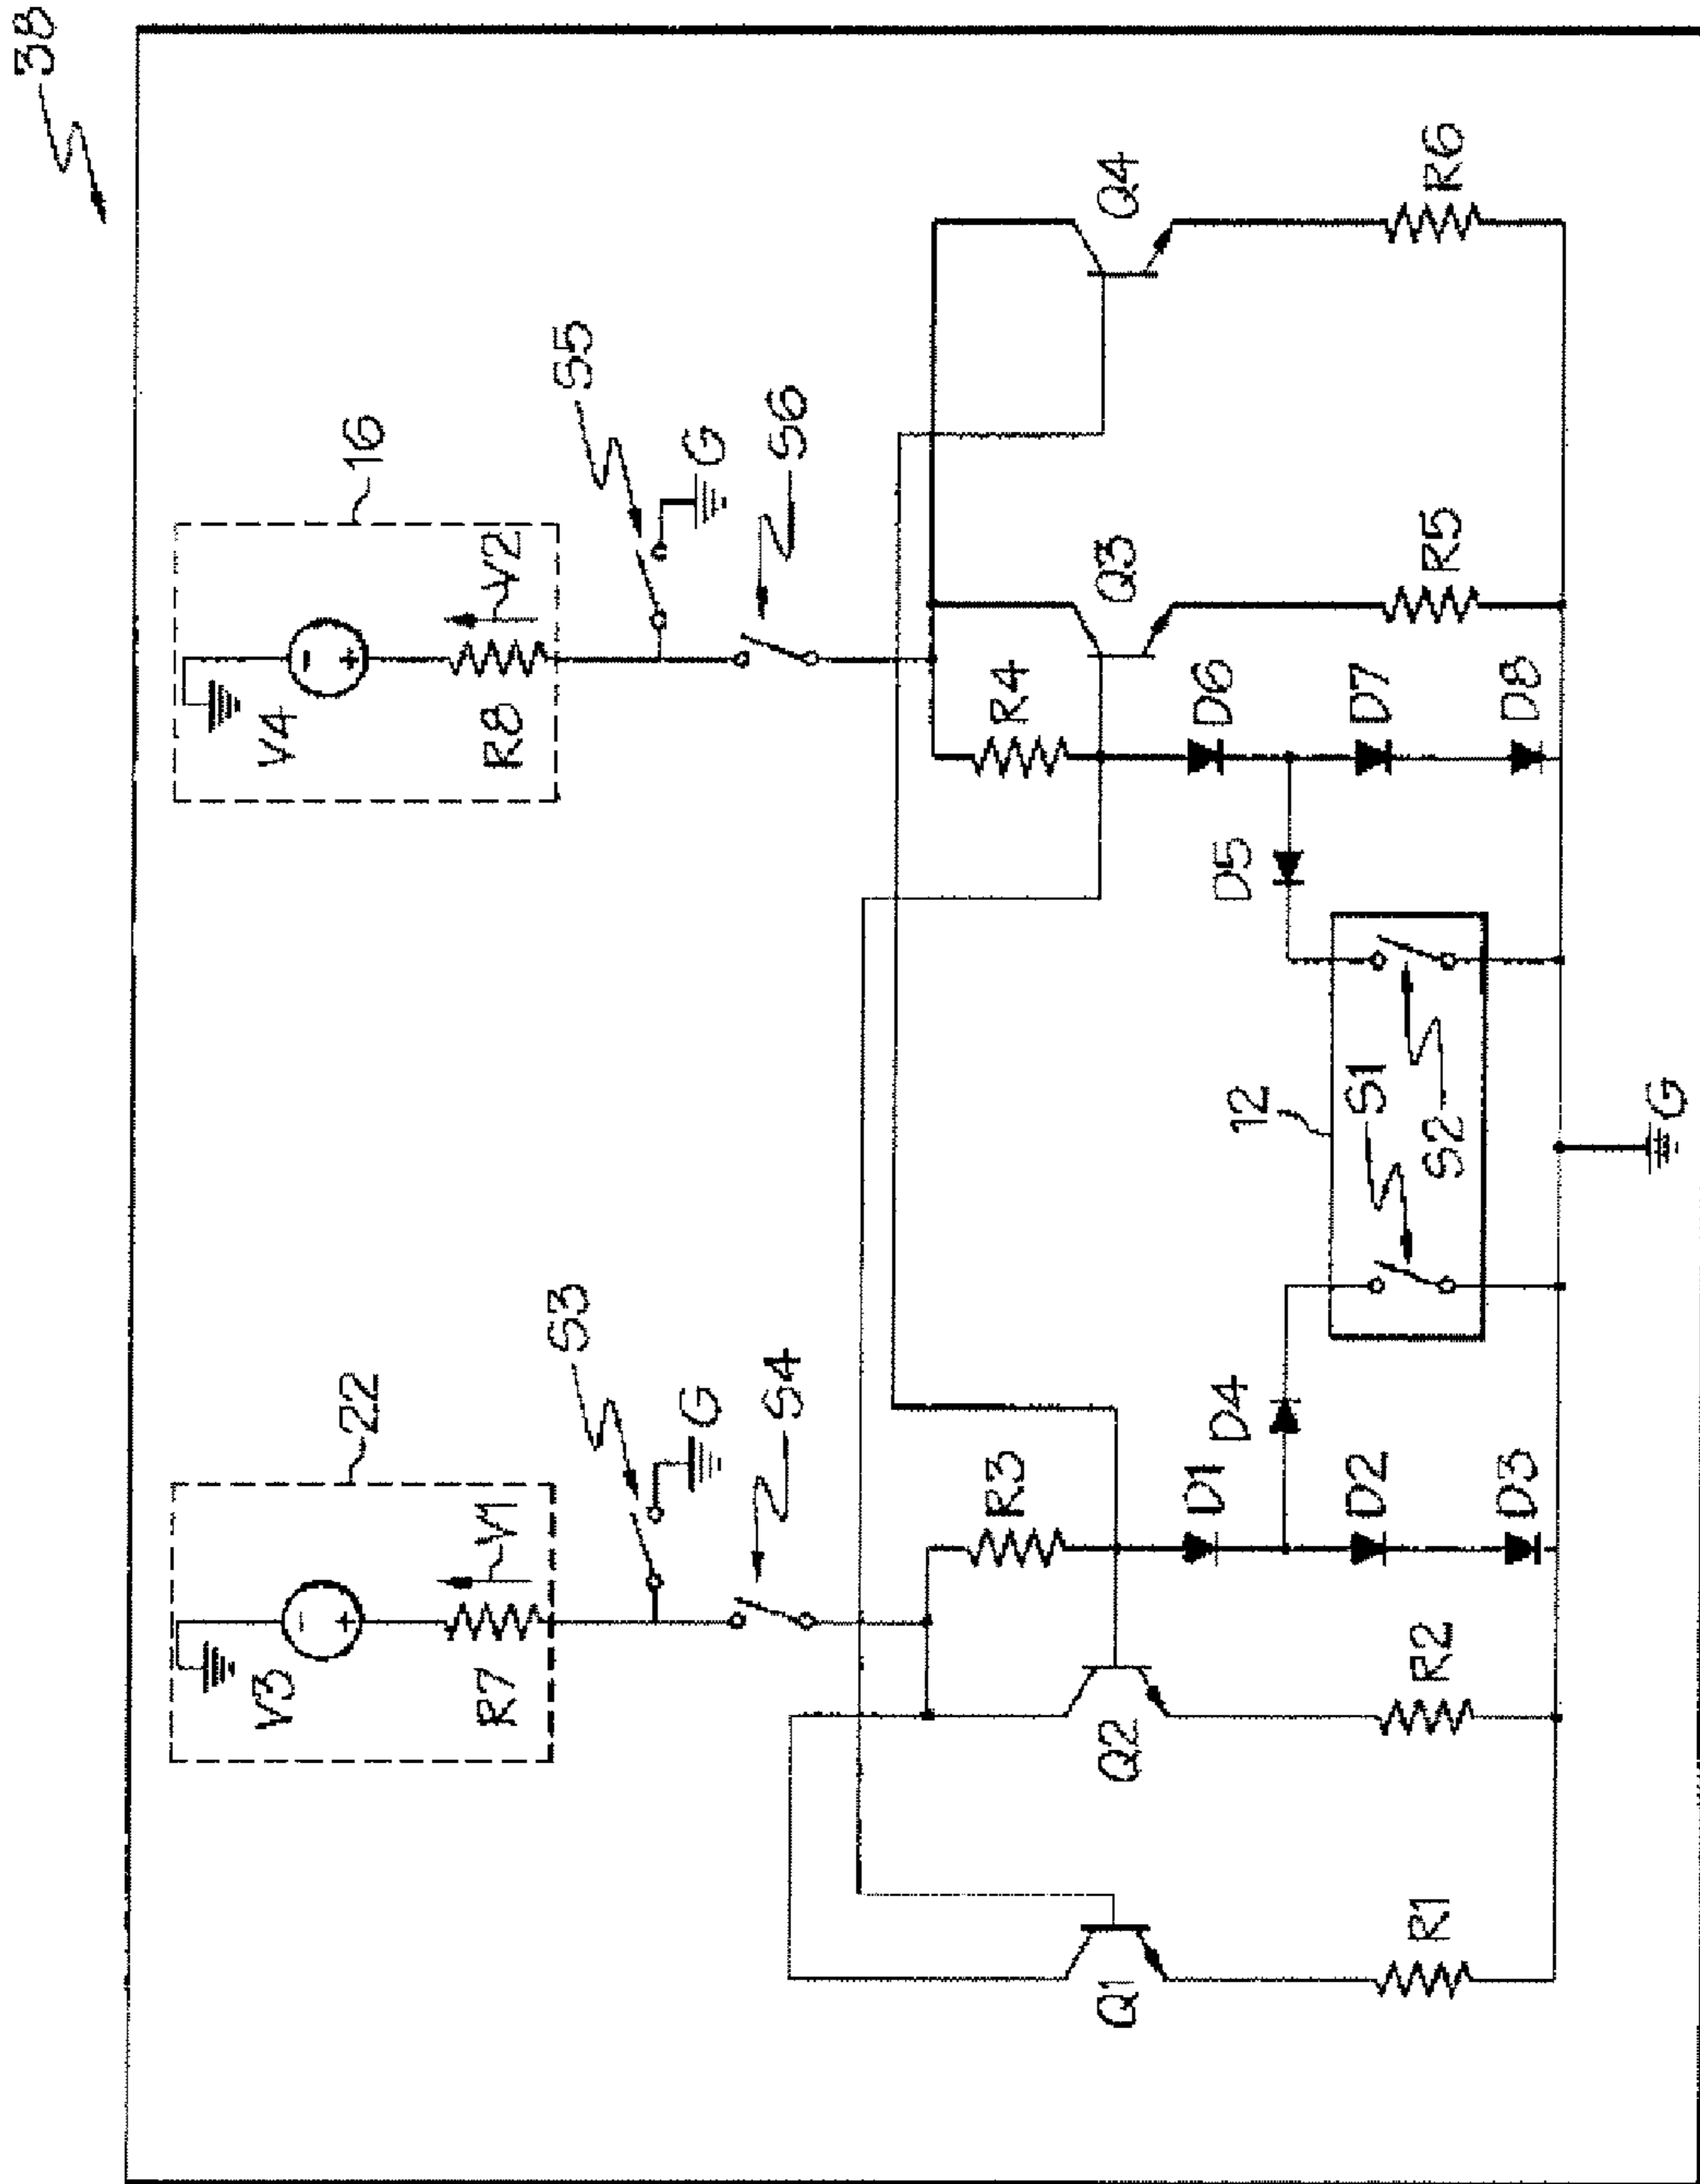 38
22
16
V3
V1
R7
V4
V2
R8
S3
G
S4
S5
G
S6
R3
R4
Q1
Q2
Q3
Q4
D1
D4
D5
D6
12
S1
S2
D2
D7
R1
R2
R5
R6
D3
D8
G
-
+
-
+